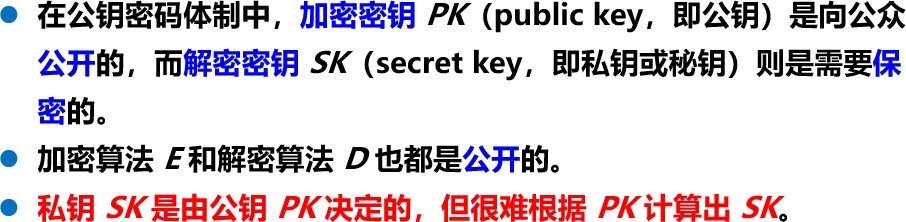 ● 在公钥密码体制中，加密密钥 PK（public key，即公钥）是向公众
公开的，而解密密钥 SK（secret key，即私钥或秘钥）则是需要保
密的。
● 加密算法 E 和解密算法 D 也都是公开的。
● 私钥 SK 是由公钥 PK 决定的，但很难根据 PK 计算出 SK。